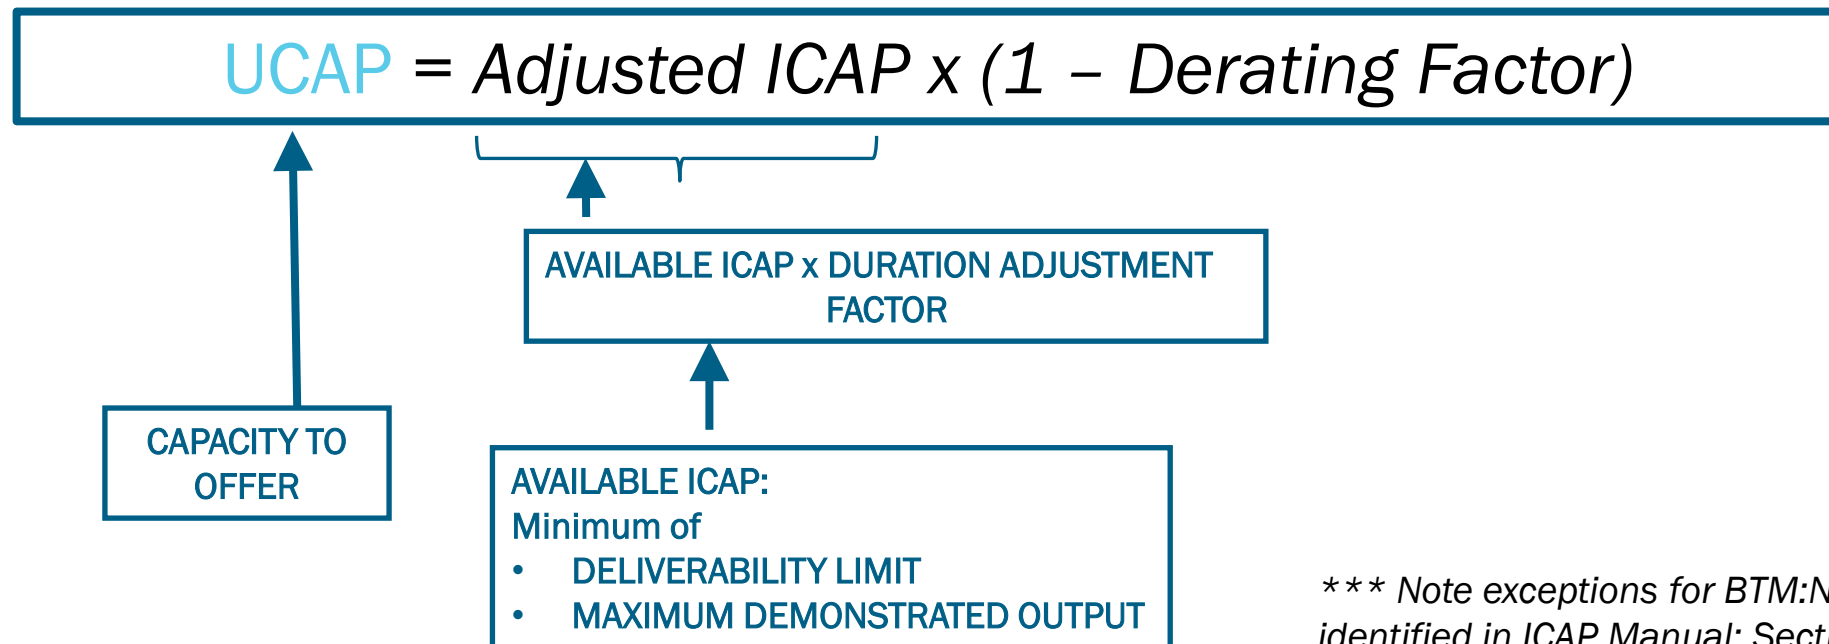 UCAP = Adjusted ICAP x (1 – Derating Factor)
AVAILABLE ICAP x DURATION ADJUSTMENT
FACTOR
CAPACITY TO
OFFER
AVAILABLE ICAP:
Minimum of
• DELIVERABILITY LIMIT
• MAXIMUM DEMONSTRATED OUTPUT
*** Note exceptions for BTM:N
identified in ICAP Manual: Sect